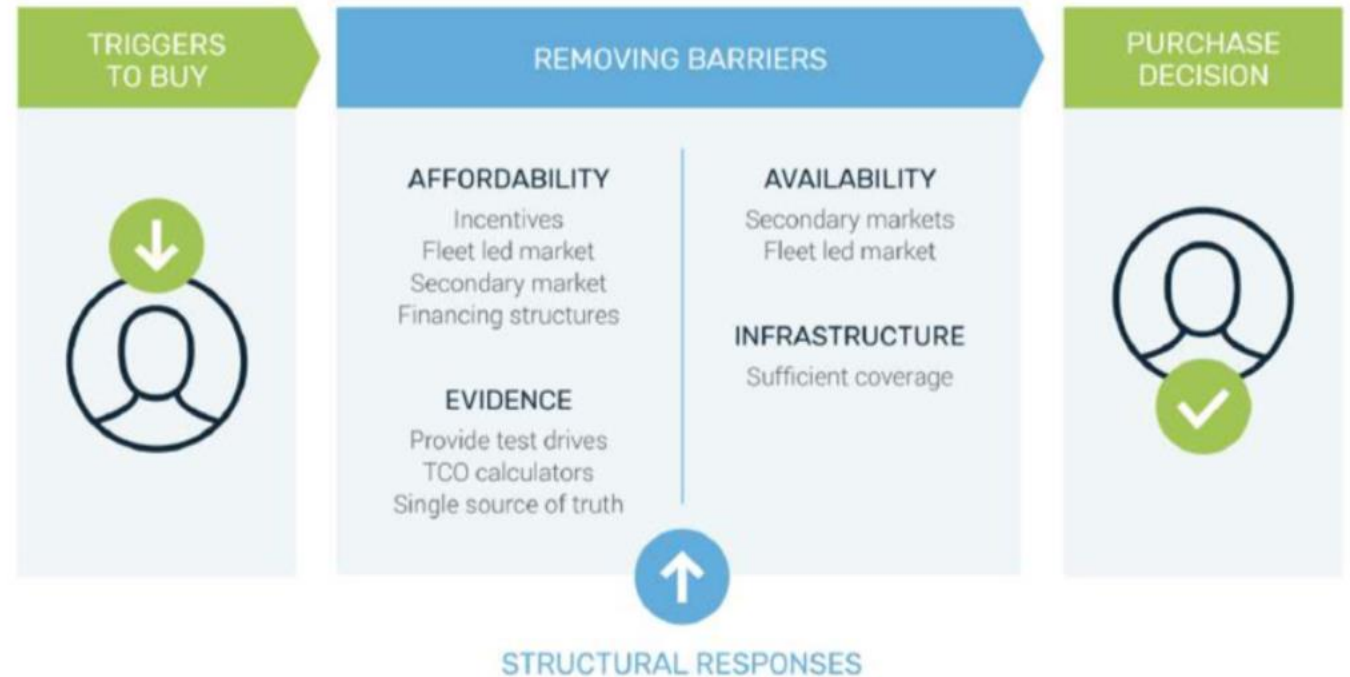 TRIGGERS
TO BUY
REMOVING BARRIERS
PURCHASE
DECISION
AFFORDABILITY
Incentives
Fleet led market
Secondary market
Financing structures
EVIDENCE
Provide test drives
TCO calculators
Single source of truth
AVAILABILITY
Secondary markets
Fleet led market
INFRASTRUCTURE
Sufficient coverage
STRUCTURAL RESPONSES